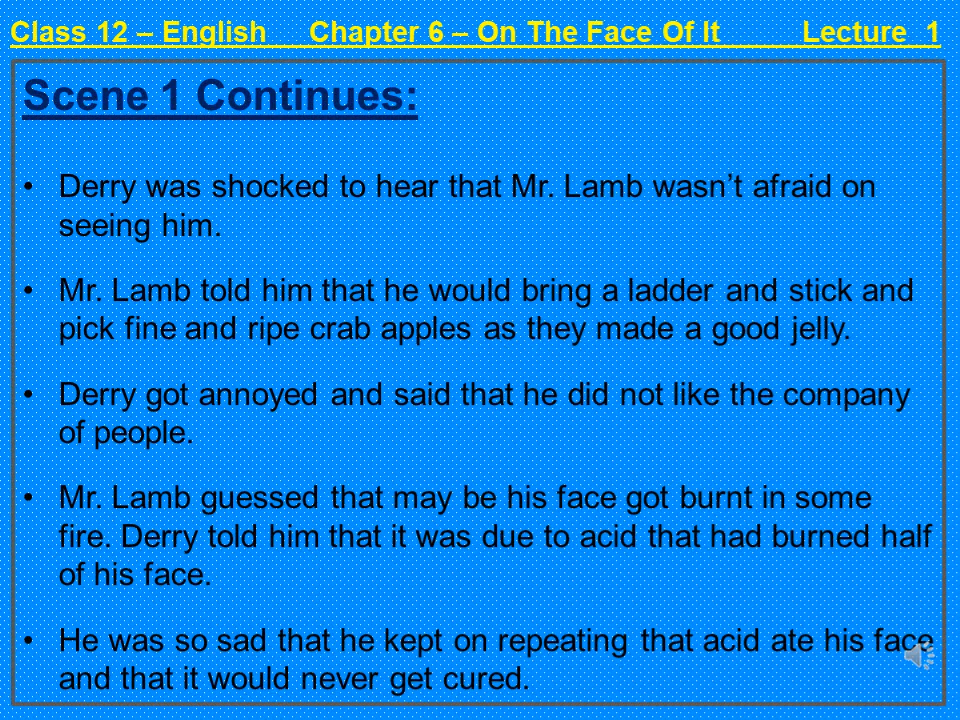 Class 12 – English Chapter 6 – On The Face Of It Lecture 1
Scene 1 Continues:
• Derry was shocked to hear that Mr. Lamb wasn’t afraid on
seeing him.
• Mr. Lamb told him that he would bring a ladder and stick and
pick fine and ripe crab apples as they made a good jelly.
• Derry got annoyed and said that he did not like the company
of people.
• Mr. Lamb guessed that may be his face got burnt in some
fire. Derry told him that it was due to acid that had burned half
of his face.
• He was so sad that he kept on repeating that acid ate his face
and that it would never get cured.